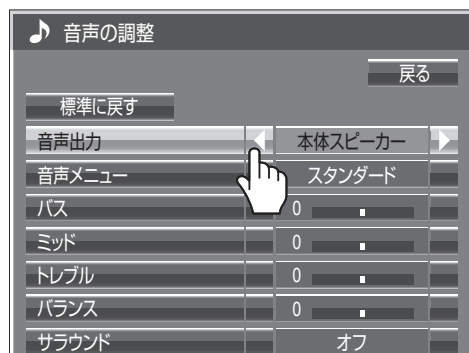 音声の調整
戻る
標準に戻す
音声出力 本体スピーカー
音声メニュー スタンダード
バス 0
ミッド 0
トレブル 0
バランス 0
サラウンド オフ